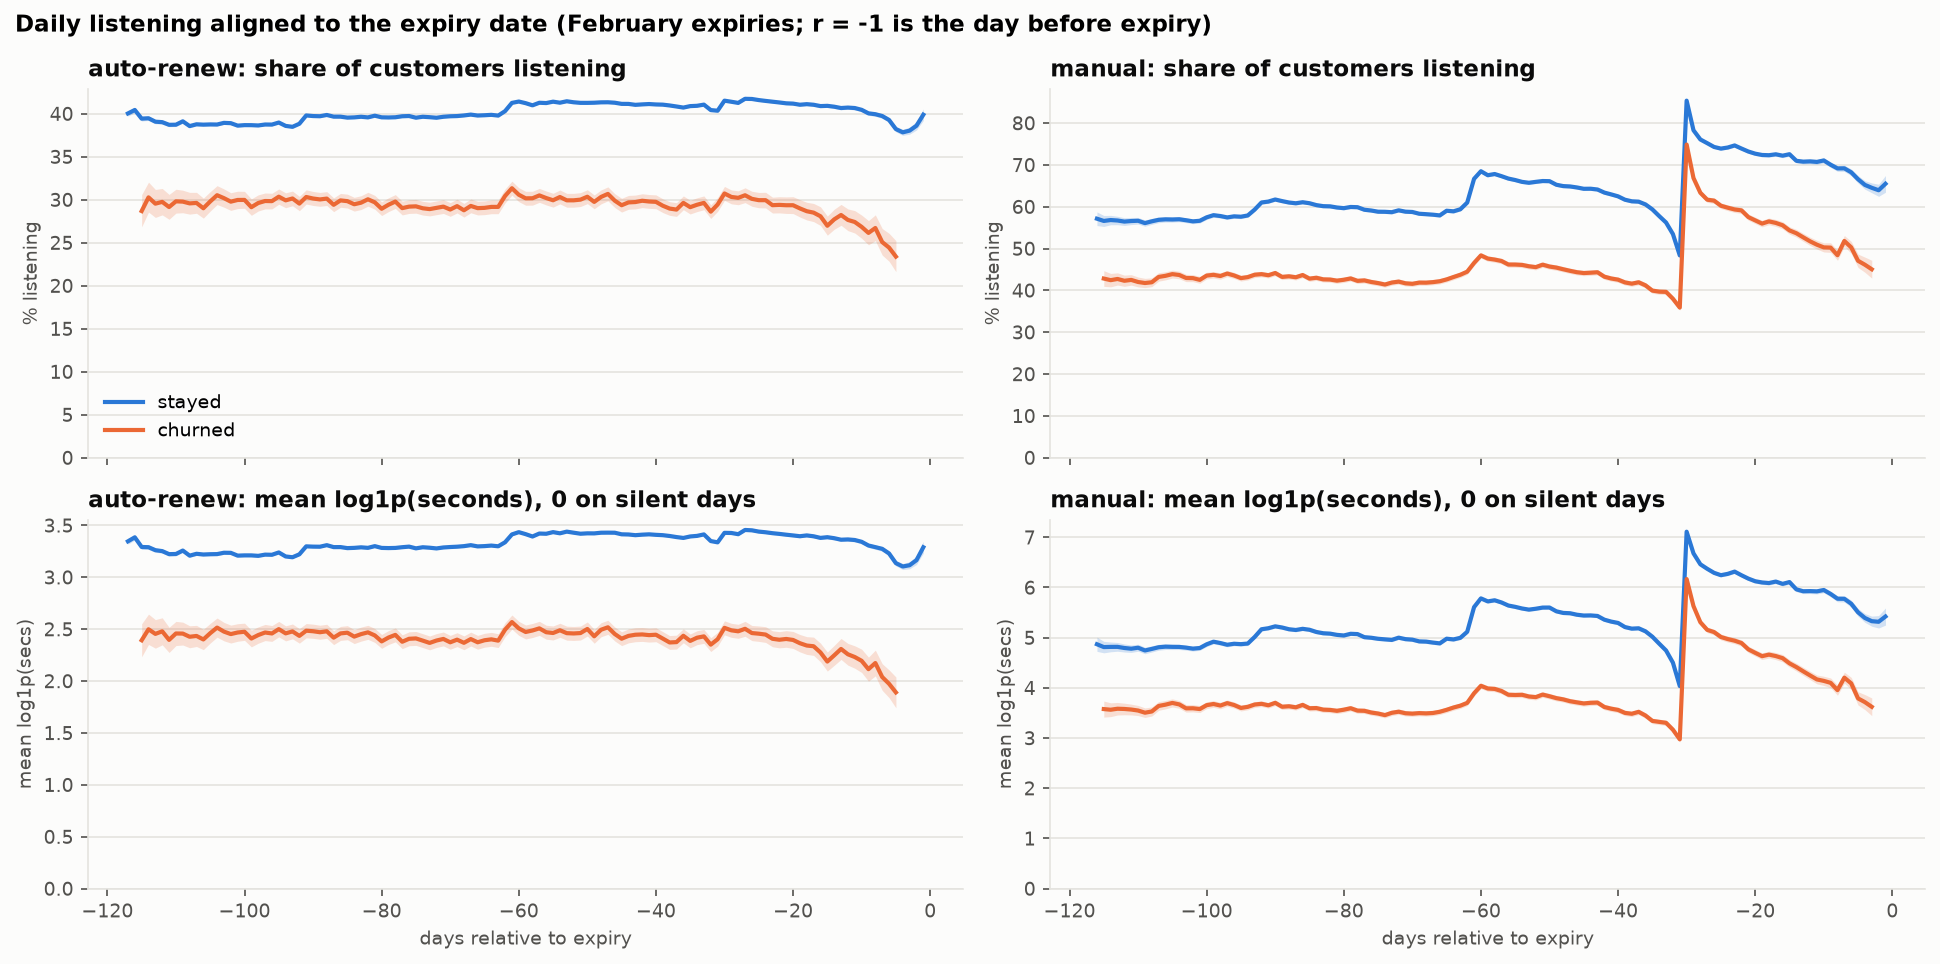 Daily listening aligned to the expiry date (February expiries; r = -1 is the day before expiry)
auto-renew: share of customers listening
% listening
40
35
30
25
20
15
10
5
0
stayed
churned
manual: share of customers listening
% listening
80
70
60
50
40
30
20
10
0
auto-renew: mean log1p(seconds), 0 on silent days
mean log1p(secs)
3.5
3.0
2.5
2.0
1.5
1.0
0.5
0.0
−120 −100 −80 −60 −40 −20 0
days relative to expiry
manual: mean log1p(seconds), 0 on silent days
mean log1p(secs)
7
6
5
4
3
2
1
0
−120 −100 −80 −60 −40 −20 0
days relative to expiry